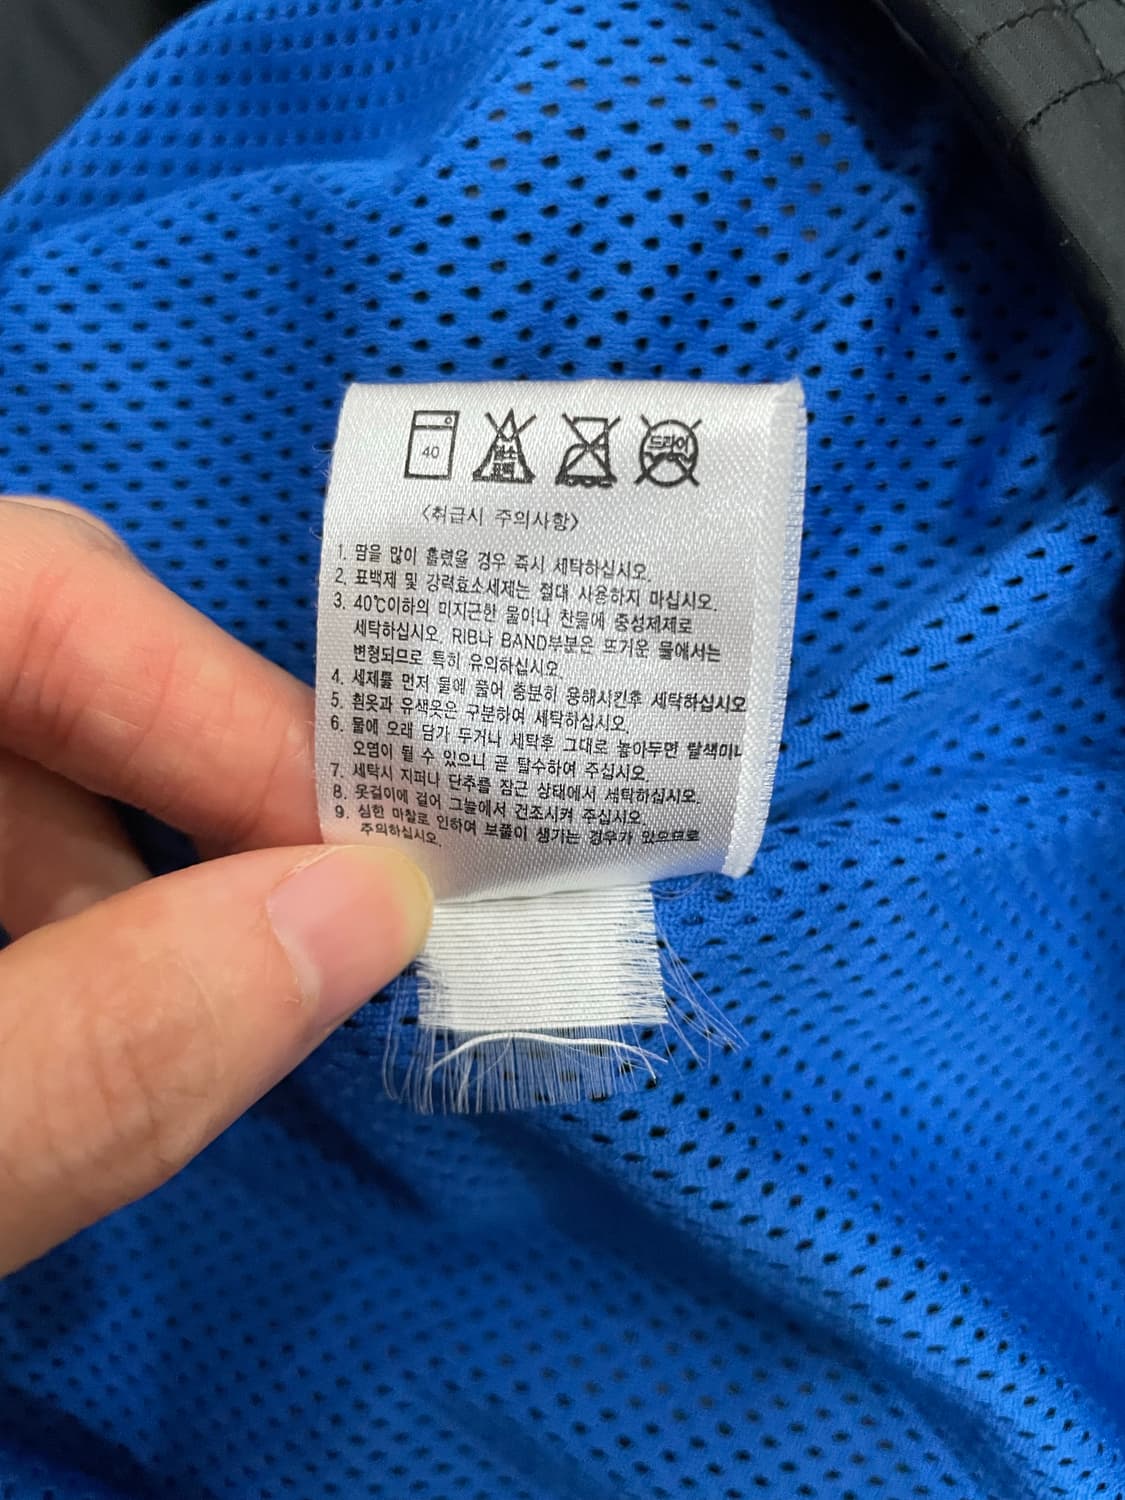 40
염소
표백
드라이
<취급시 주의사항>
1. 땀을 많이 흘렸을 경우 즉시 세탁하십시오.
2. 표백제 및 강력효소세제는 절대 사용하지 마십시오.
3. 40℃이하의 미지근한 물이나 찬물에 중성제제로
세탁하십시오. RIB나 BAND부분은 뜨거운 물에서는
변형되므로 특히 유의하십시오.
4. 세제를 먼저 물에 풀어 충분히 용해시킨후 세탁하십시오
5. 흰옷과 유색옷은 구분하여 세탁하십시오.
6. 물에 오래 담가 두거나 세탁후 그대로 놓아두면 탈색이나
오염이 될 수 있으니 곧 탈수하여 주십시오.
7. 세탁시 지퍼나 단추를 잠근 상태에서 세탁하십시오.
8. 옷걸이에 걸어 그늘에서 건조시켜 주십시오.
9. 심한 마찰로 인하여 보풀이 생기는 경우가 있으므로
주의하십시오.